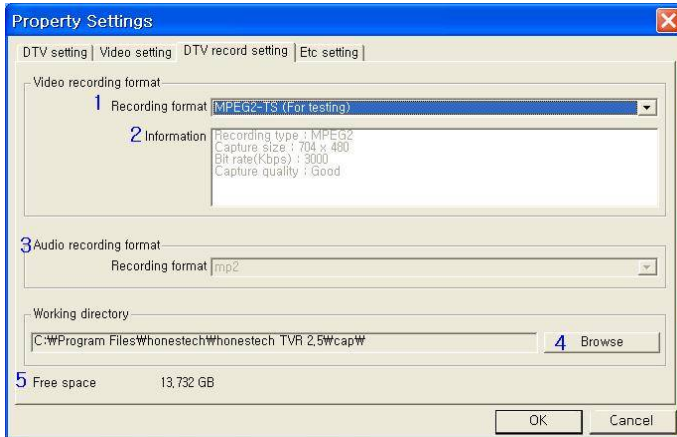 Property Settings
DTV setting | Video setting | DTV record setting | Etc setting
Video recording format
1 Recording format MPEG2-TS (For testing)
2 Information Recording type : MPEG2
Capture size : 704 x 480
Bit rate(Kbps) : 3000
Capture quality : Good
3 Audio recording format
Recording format mp2
Working directory
C:₩Program Files₩honestech₩honestech TVR 2.5₩cap₩
4 Browse
5 Free space 13,732 GB
OK Cancel